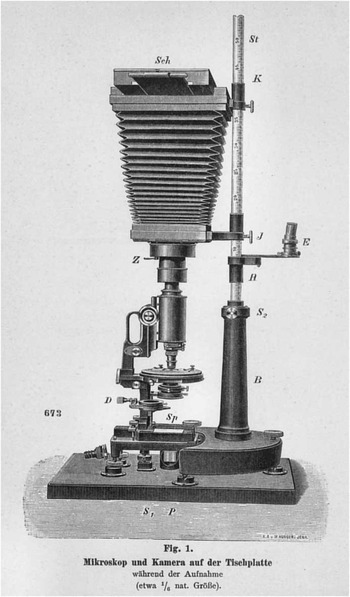 Sch
St
K
J
E
Z
H
S₂
B
D
673
Sp
S₁ P
Fig. 1.
Mikroskop und Kamera auf der Tischplatte
während der Aufnahme
(etwa 1/6 nat. Größe).